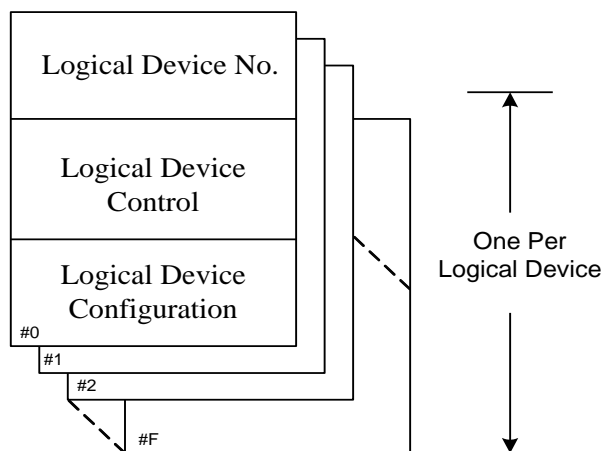 Logical Device No.
Logical Device
Control
Logical Device
Configuration
#0
#1
#2
#F
One Per
Logical Device